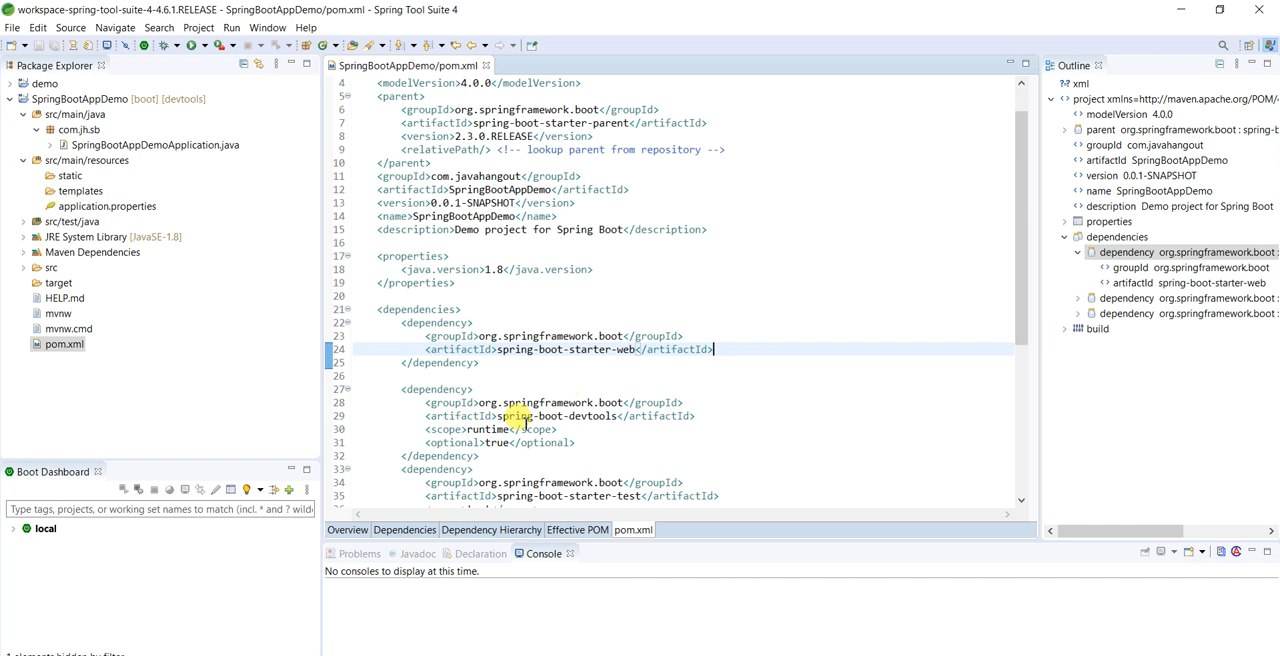 workspace-spring-tool-suite-4-4.6.1.RELEASE - SpringBootAppDemo/pom.xml - Spring Tool Suite 4
File Edit Source Navigate Search Project Run Window Help
Package Explorer
demo
SpringBootAppDemo [boot] [devtools]
src/main/java
com.jh.sb
SpringBootAppDemoApplication.java
src/main/resources
static
templates
application.properties
src/test/java
JRE System Library [JavaSE-1.8]
Maven Dependencies
src
target
HELP.md
mvnw
mvnw.cmd
pom.xml
Boot Dashboard
Type tags, projects, or working set names to match (incl. * and ? wild
local
SpringBootAppDemo/pom.xml
4 <modelVersion>4.0.0</modelVersion>
5 <parent>
6 <groupId>org.springframework.boot</groupId>
7 <artifactId>spring-boot-starter-parent</artifactId>
8 <version>2.3.0.RELEASE</version>
9 <relativePath/> <!-- lookup parent from repository -->
10 </parent>
11 <groupId>com.javahangout</groupId>
12 <artifactId>SpringBootAppDemo</artifactId>
13 <version>0.0.1-SNAPSHOT</version>
14 <name>SpringBootAppDemo</name>
15 <description>Demo project for Spring Boot</description>
16
17 <properties>
18 <java.version>1.8</java.version>
19 </properties>
20
21 <dependencies>
22 <dependency>
23 <groupId>org.springframework.boot</groupId>
24 <artifactId>spring-boot-starter-web</artifactId>
25 </dependency>
26
27 <dependency>
28 <groupId>org.springframework.boot</groupId>
29 <artifactId>spring-boot-devtools</artifactId>
30 <scope>runtime</scope>
31 <optional>true</optional>
32 </dependency>
33 <dependency>
34 <groupId>org.springframework.boot</groupId>
35 <artifactId>spring-boot-starter-test</artifactId>
Overview Dependencies Dependency Hierarchy Effective POM pom.xml
Problems Javadoc Declaration Console
No consoles to display at this time.
Outline
?-? xml
project xmlns=http://maven.apache.org/POM/
modelVersion 4.0.0
parent org.springframework.boot : spring-b
groupId com.javahangout
artifactId SpringBootAppDemo
version 0.0.1-SNAPSHOT
name SpringBootAppDemo
description Demo project for Spring Boot
properties
dependencies
dependency org.springframework.boot :
groupId org.springframework.boot
artifactId spring-boot-starter-web
dependency org.springframework.boot :
dependency org.springframework.boot :
build